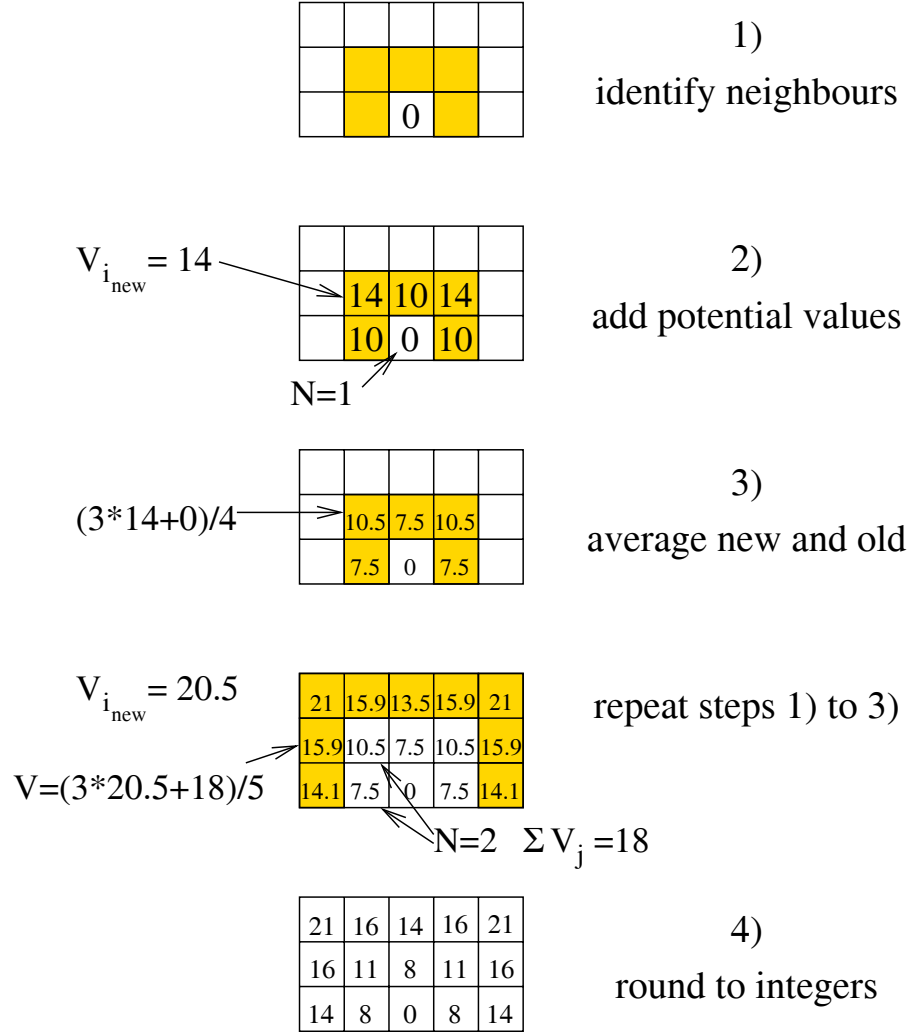 1)
identify neighbours
0
V_{i_{new}} = 14
2)
add potential values
14 10 14
10 0 10
N=1
3)
average new and old
(3*14+0)/4
10.5 7.5 10.5
7.5 0 7.5
V_{i_{new}} = 20.5
repeat steps 1) to 3)
21 15.9 13.5 15.9 21
15.9 10.5 7.5 10.5 15.9
V=(3*20.5+18)/5
14.1 7.5 0 7.5 14.1
N=2 Σ V_j =18
4)
round to integers
21 16 14 16 21
16 11 8 11 16
14 8 0 8 14